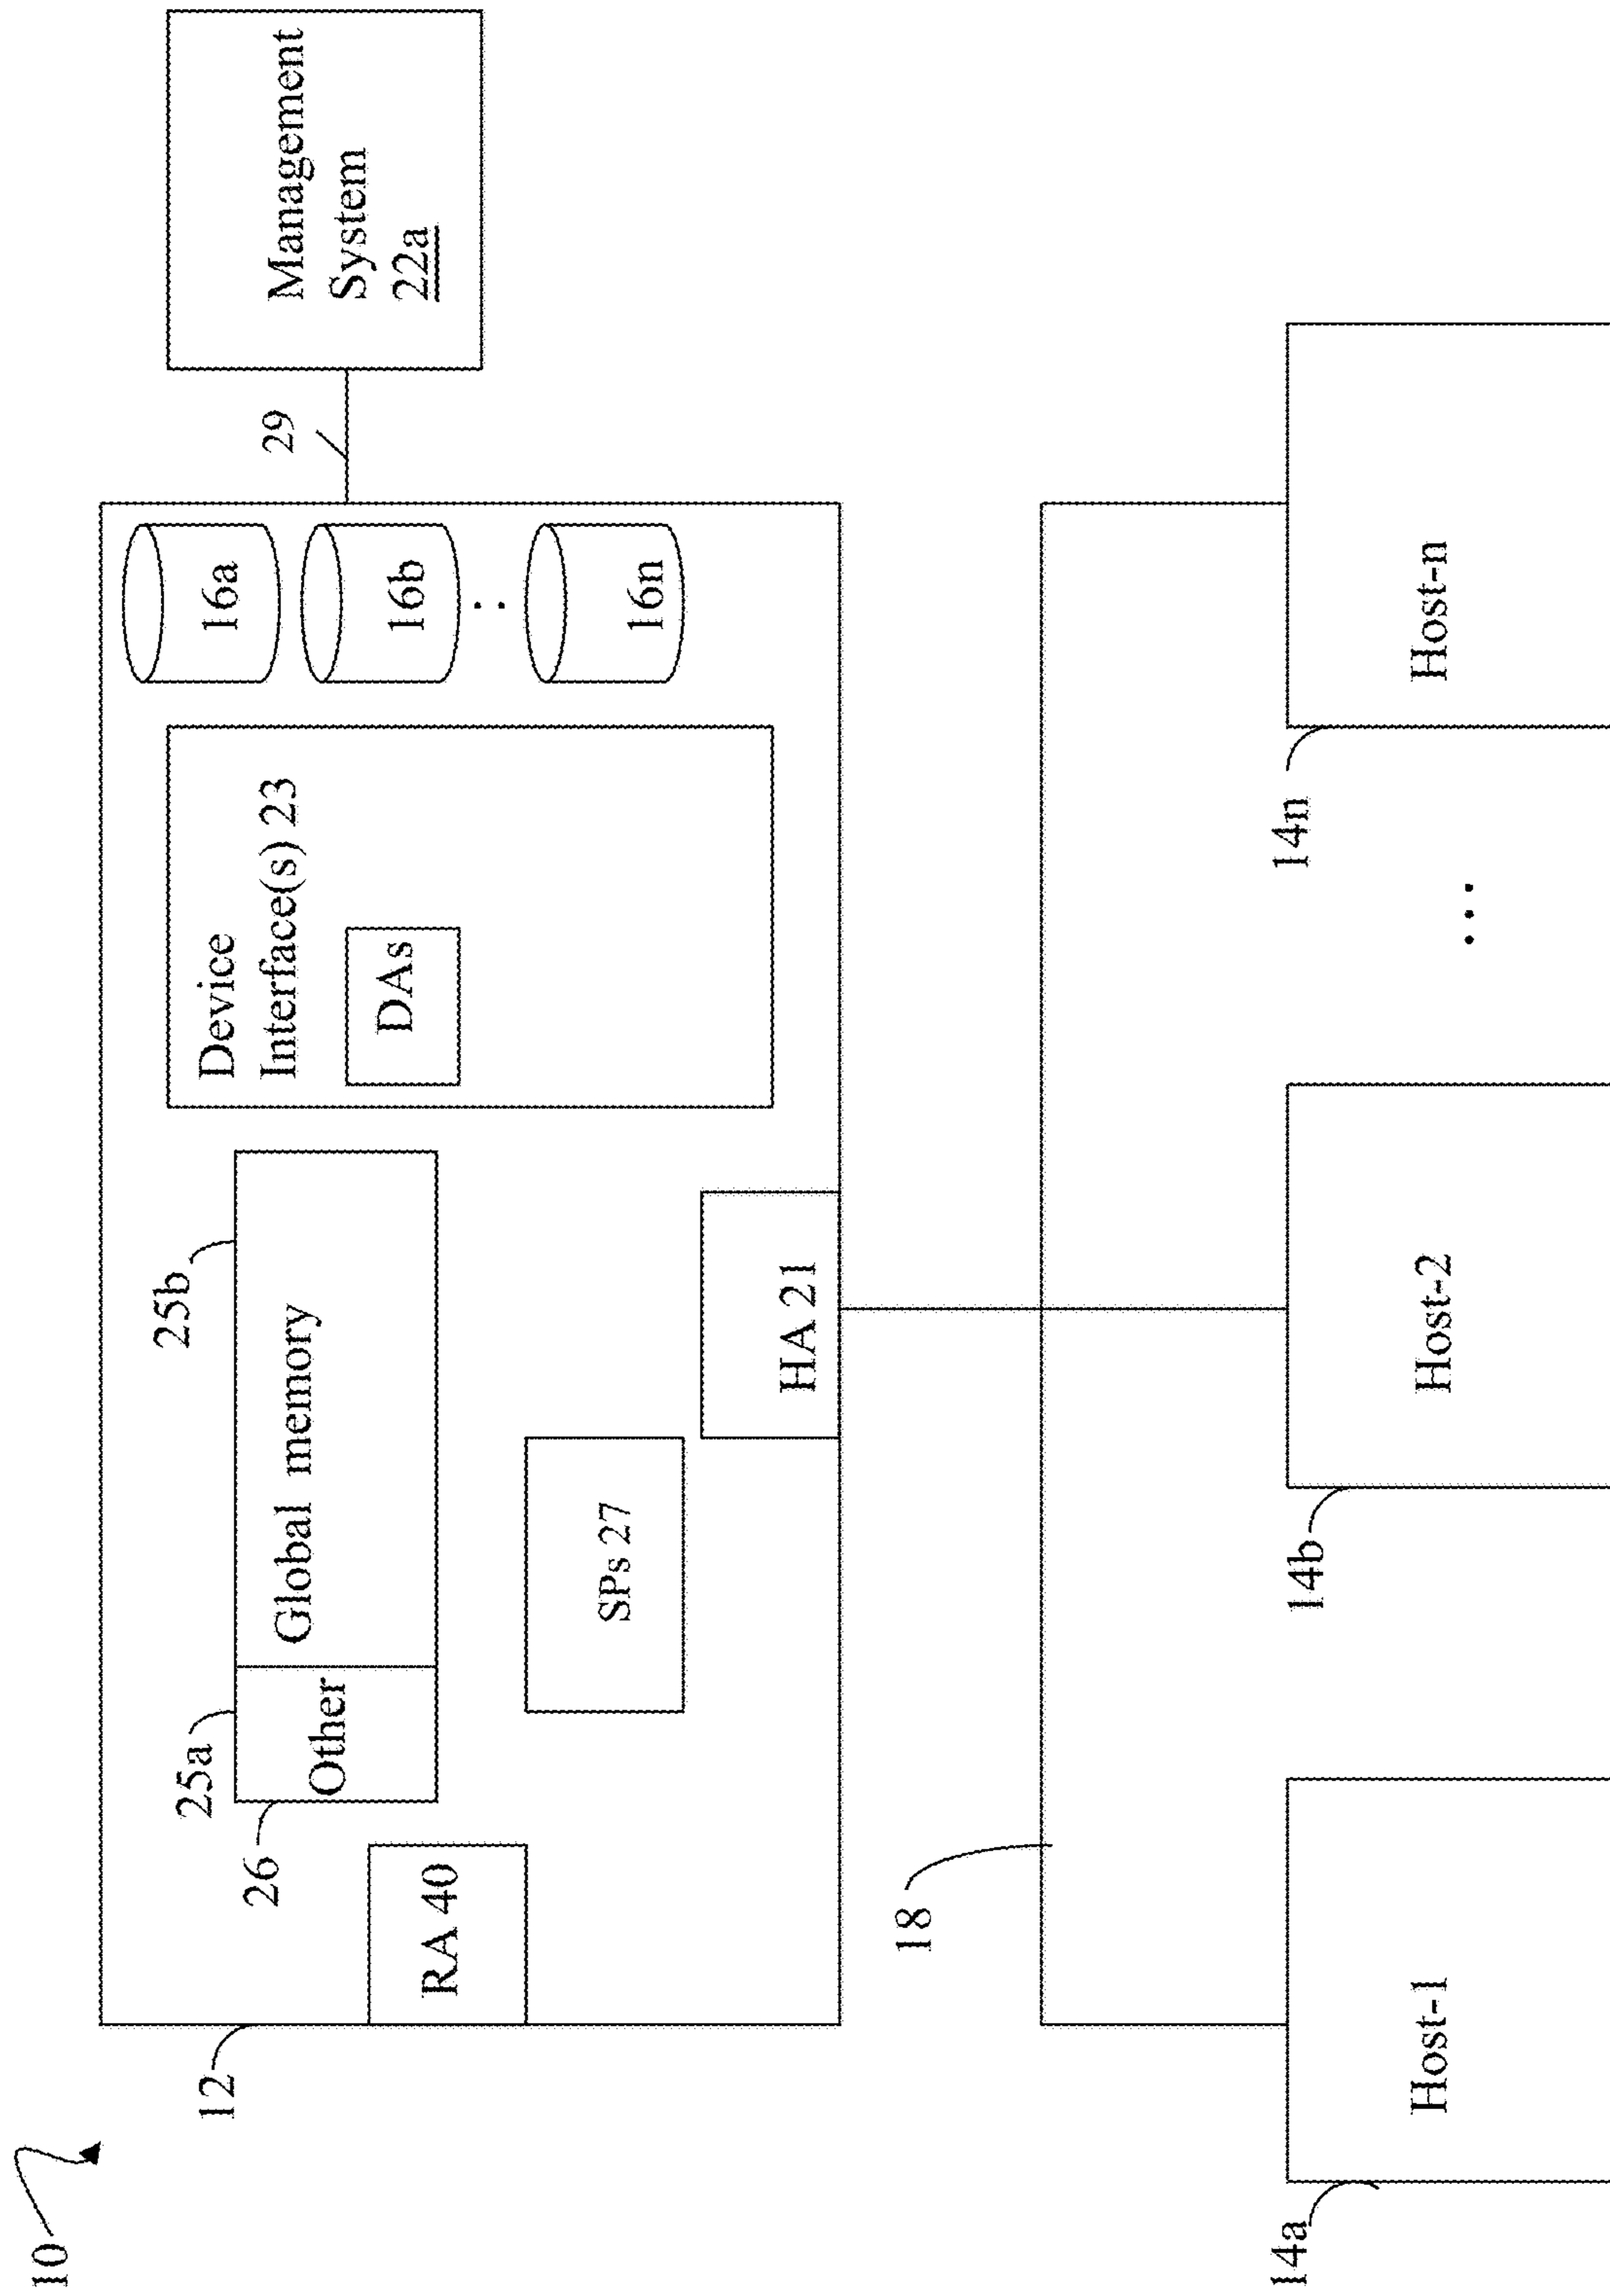 10
12
RA 40
26
25a
Other
Global memory
25b
SPs 27
HA 21
Device
Interface(s) 23
DAs
16a
16b
:
16n
29
Management
System
22a
18
14a
Host-1
14b
Host-2
...
14n
Host-n